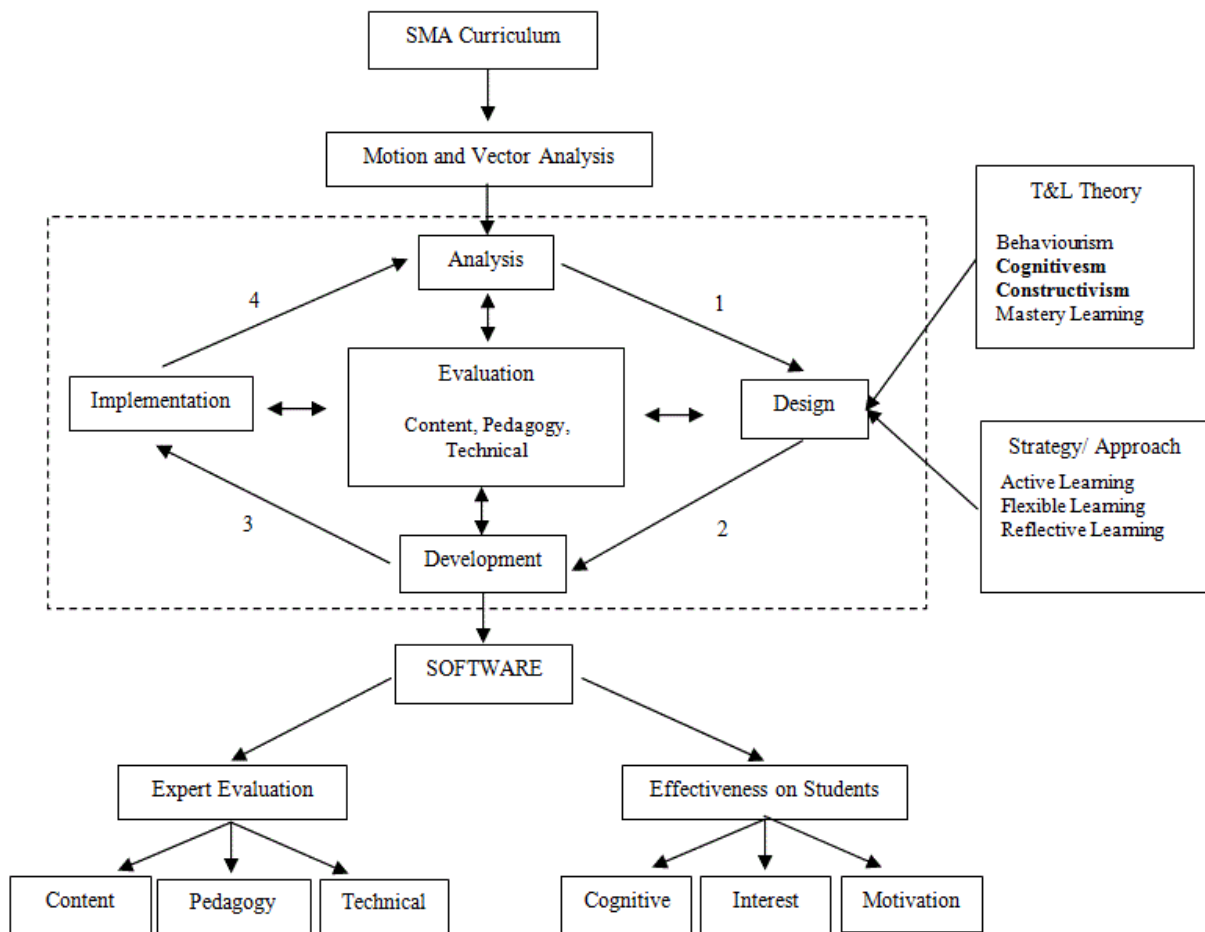 SMA Curriculum
Motion and Vector Analysis
T&L Theory
Behaviourism
Cognitivesm
Constructivism
Mastery Learning
Analysis
4
1
Evaluation
Content, Pedagogy,
Technical
Implementation
Design
Strategy/ Approach
Active Learning
Flexible Learning
Reflective Learning
3
2
Development
SOFTWARE
Expert Evaluation
Effectiveness on Students
Content
Pedagogy
Technical
Cognitive
Interest
Motivation